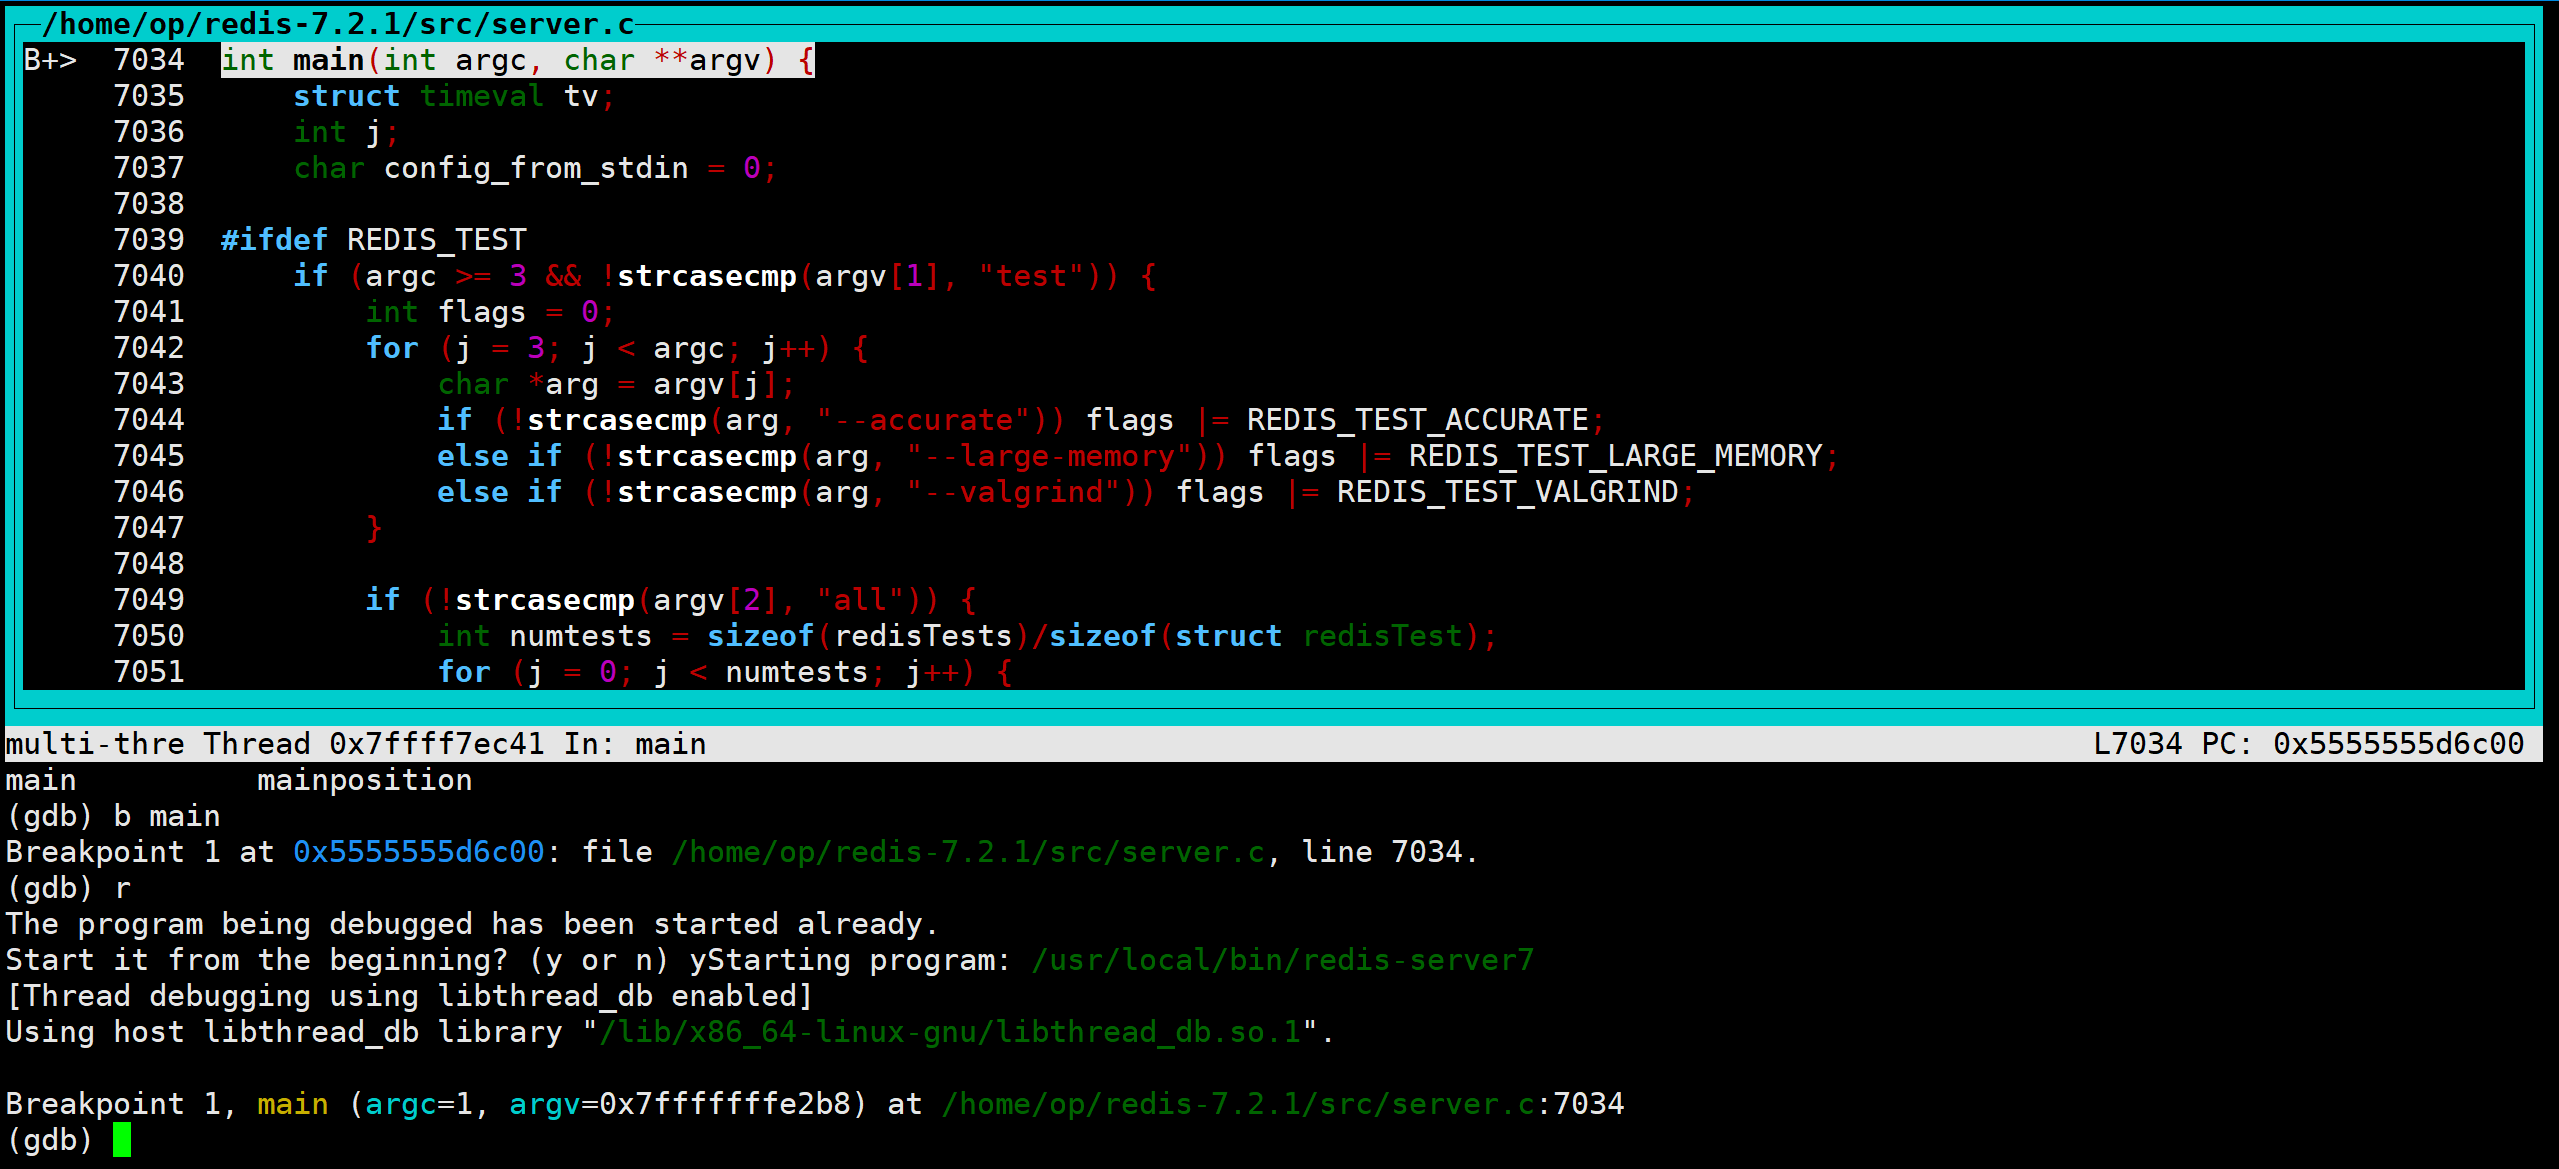 /home/op/redis-7.2.1/src/server.c
B+>  7034  int main(int argc, char **argv) {
7035      struct timeval tv;
7036      int j;
7037      char config_from_stdin = 0;
7038
7039  #ifdef REDIS_TEST
7040      if (argc >= 3 && !strcasecmp(argv[1], "test")) {
7041          int flags = 0;
7042          for (j = 3; j < argc; j++) {
7043              char *arg = argv[j];
7044              if (!strcasecmp(arg, "--accurate")) flags |= REDIS_TEST_ACCURATE;
7045              else if (!strcasecmp(arg, "--large-memory")) flags |= REDIS_TEST_LARGE_MEMORY;
7046              else if (!strcasecmp(arg, "--valgrind")) flags |= REDIS_TEST_VALGRIND;
7047          }
7048
7049          if (!strcasecmp(argv[2], "all")) {
7050              int numtests = sizeof(redisTests)/sizeof(struct redisTest);
7051              for (j = 0; j < numtests; j++) {
multi-thre Thread 0x7ffff7ec41 In: main L7034 PC: 0x5555555d6c00
main          mainposition
(gdb) b main
Breakpoint 1 at 0x5555555d6c00: file /home/op/redis-7.2.1/src/server.c, line 7034.
(gdb) r
The program being debugged has been started already.
Start it from the beginning? (y or n) yStarting program: /usr/local/bin/redis-server7
[Thread debugging using libthread_db enabled]
Using host libthread_db library "/lib/x86_64-linux-gnu/libthread_db.so.1".
Breakpoint 1, main (argc=1, argv=0x7fffffffe2b8) at /home/op/redis-7.2.1/src/server.c:7034
(gdb)